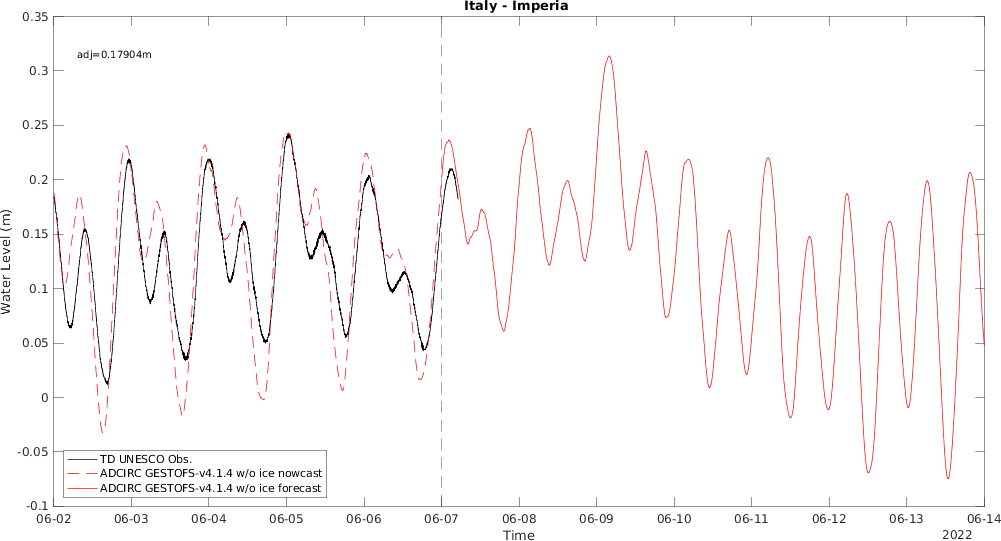 Italy - Imperia
0.35
adj=0.17904m
0.3
0.25
0.2
0.15
0.1
0.05
0
-0.05
-0.1
Water Level (m)
TD UNESCO Obs.
ADCIRC GESTOFS-v4.1.4 w/o ice nowcast
ADCIRC GESTOFS-v4.1.4 w/o ice forecast
06-02 06-03 06-04 06-05 06-06 06-07 06-08 06-09 06-10 06-11 06-12 06-13 06-14
Time
2022